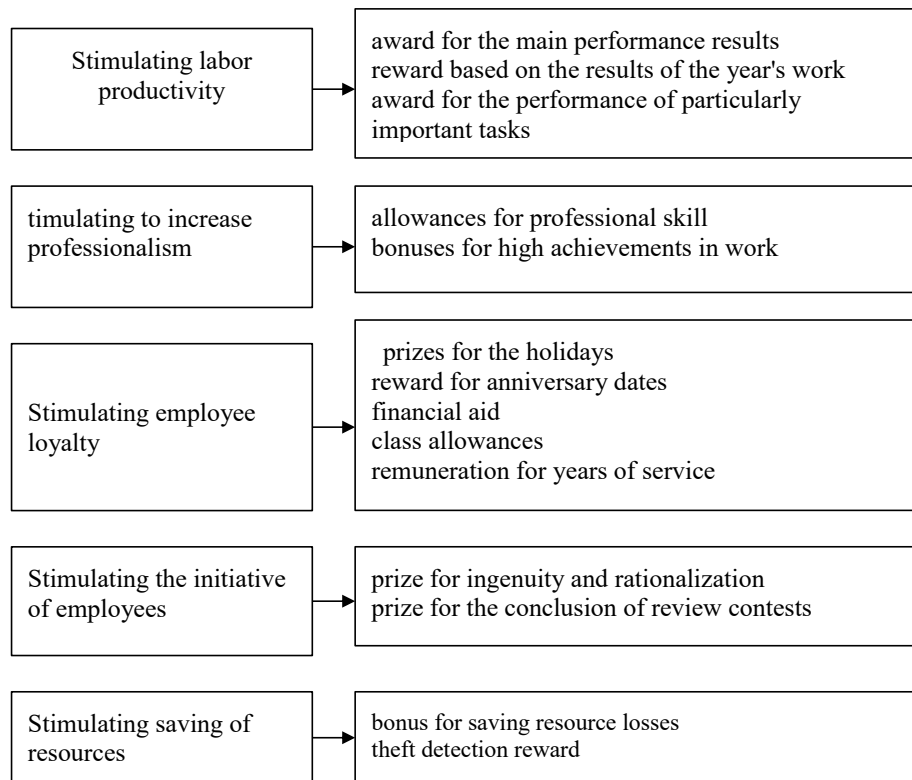 Stimulating labor
productivity
award for the main performance results
reward based on the results of the year's work
award for the performance of particularly
important tasks
timulating to increase
professionalism
allowances for professional skill
bonuses for high achievements in work
Stimulating employee
loyalty
prizes for the holidays
reward for anniversary dates
financial aid
class allowances
remuneration for years of service
Stimulating the initiative
of employees
prize for ingenuity and rationalization
prize for the conclusion of review contests
Stimulating saving of
resources
bonus for saving resource losses
theft detection reward